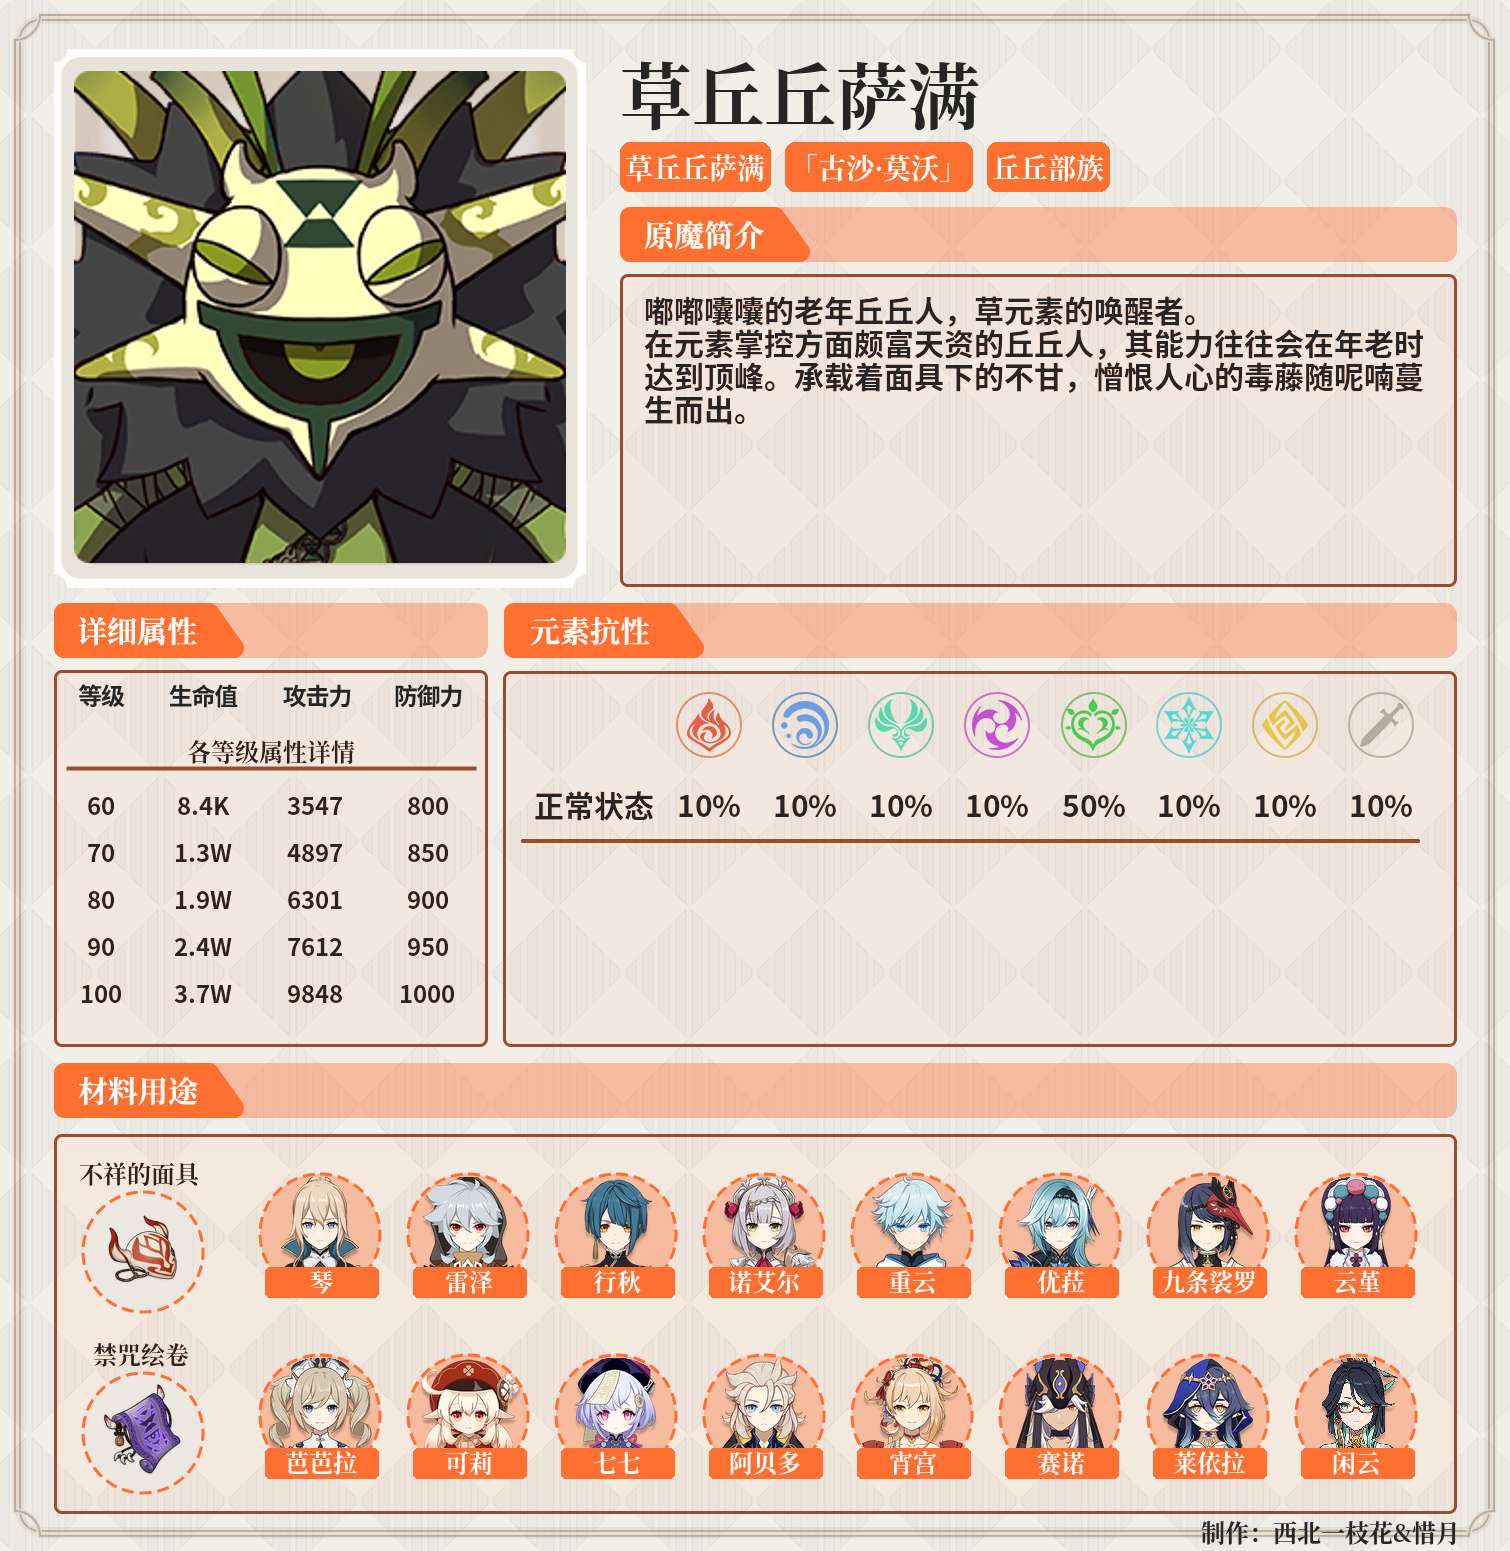 草丘丘萨满
草丘丘萨满 「古沙·莫沃」 丘丘部族
原魔简介
嘟嘟囔囔的老年丘丘人，草元素的唤醒者。
在元素掌控方面颇富天资的丘丘人，其能力往往会在年老时
达到顶峰。承载着面具下的不甘，憎恨人心的毒藤随呢喃蔓
生而出。
详细属性
等级 生命值 攻击力 防御力
各等级属性详情
60 8.4K 3547 800
70 1.3W 4897 850
80 1.9W 6301 900
90 2.4W 7612 950
100 3.7W 9848 1000
元素抗性
正常状态 10% 10% 10% 10% 50% 10% 10% 10%
材料用途
不祥的面具
琴 雷泽 行秋 诺艾尔 重云 优菈 九条裟罗 云堇
禁咒绘卷
芭芭拉 可莉 七七 阿贝多 宵宫 赛诺 莱依拉 闲云
制作：西北一枝花&惜月